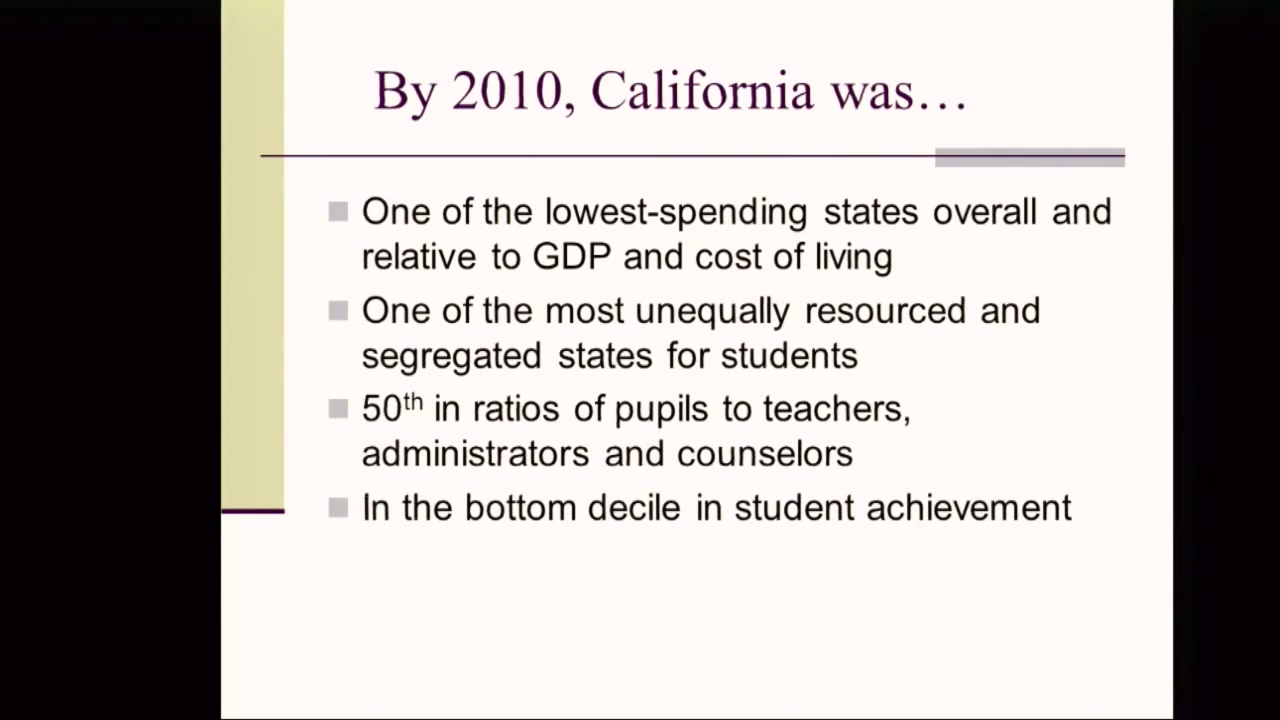 By 2010, California was…
One of the lowest-spending states overall and
relative to GDP and cost of living
One of the most unequally resourced and
segregated states for students
50th in ratios of pupils to teachers,
administrators and counselors
In the bottom decile in student achievement